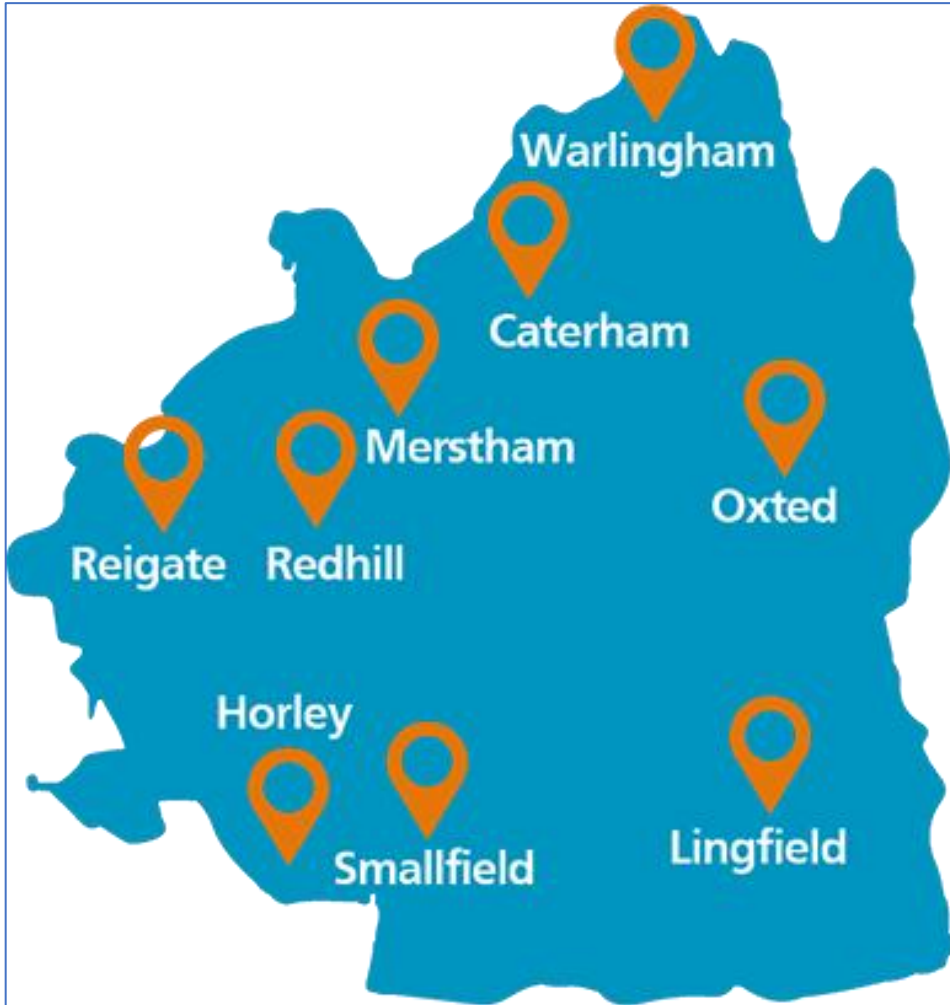 Warlingham
Caterham
Merstham
Oxted
Reigate
Redhill
Horley
Smallfield
Lingfield